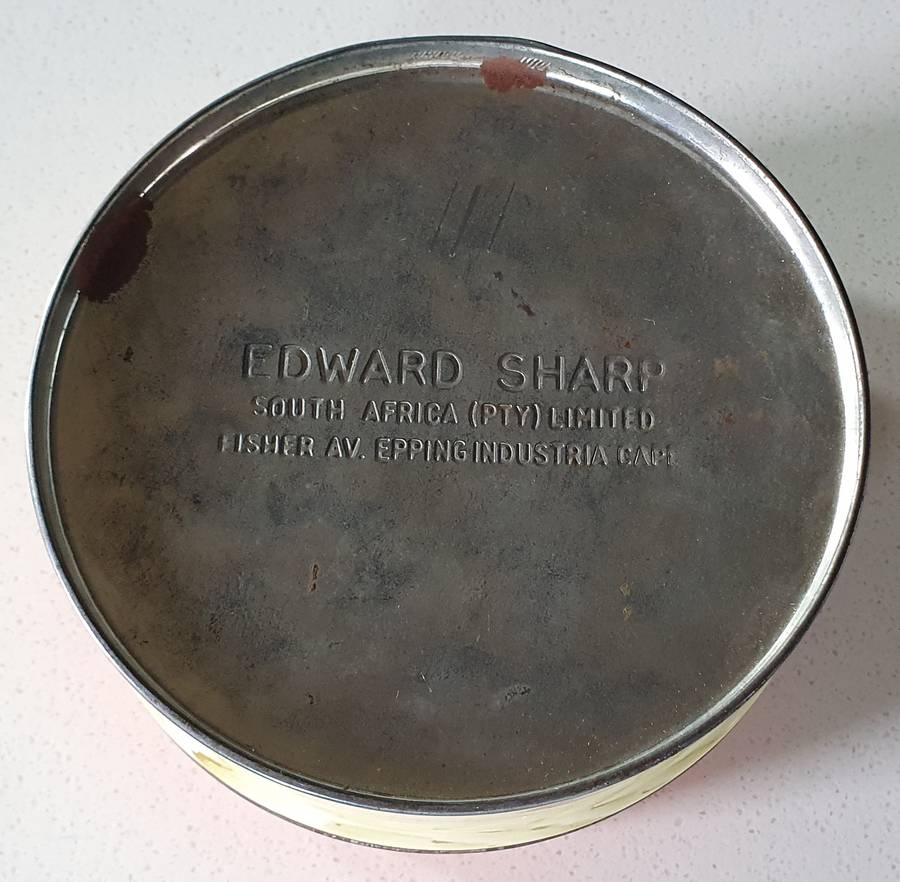 EDWARD SHARP
SOUTH AFRICA (PTY) LIMITED
FISHER AV. EPPING INDUSTRIA CAPE